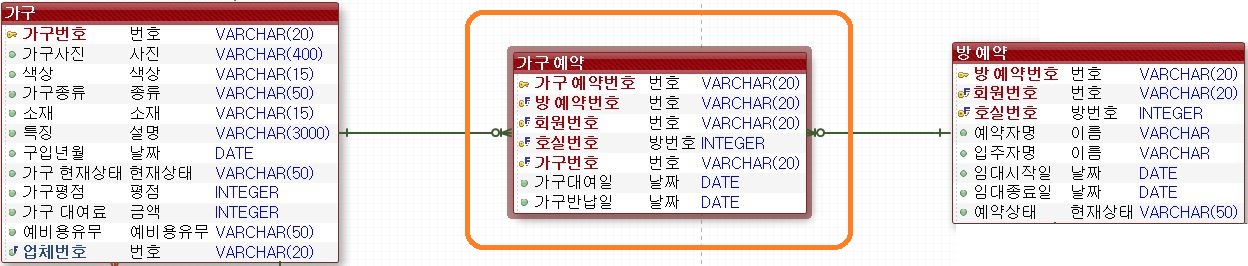 가구
가구번호 번호 VARCHAR(20)
가구사진 사진 VARCHAR(400)
색상 색상 VARCHAR(15)
가구종류 종류 VARCHAR(50)
소재 소재 VARCHAR(15)
특징 설명 VARCHAR(3000)
구입년월 날짜 DATE
가구 현재상태 현재상태 VARCHAR(50)
가구평점 평점 INTEGER
가구 대여료 금액 INTEGER
예비용유무 예비용유무 VARCHAR(50)
업체번호 번호 VARCHAR(20)
가구 예약
가구 예약번호 번호 VARCHAR(20)
방 예약번호 번호 VARCHAR(20)
회원번호 번호 VARCHAR(20)
호실번호 방번호 INTEGER
가구번호 번호 VARCHAR(20)
가구대여일 날짜 DATE
가구반납일 날짜 DATE
방 예약
방 예약번호 번호 VARCHAR(20)
회원번호 번호 VARCHAR(20)
호실번호 방번호 INTEGER
예약자명 이름 VARCHAR
입주자명 이름 VARCHAR
임대시작일 날짜 DATE
임대종료일 날짜 DATE
예약상태 현재상태 VARCHAR(50)